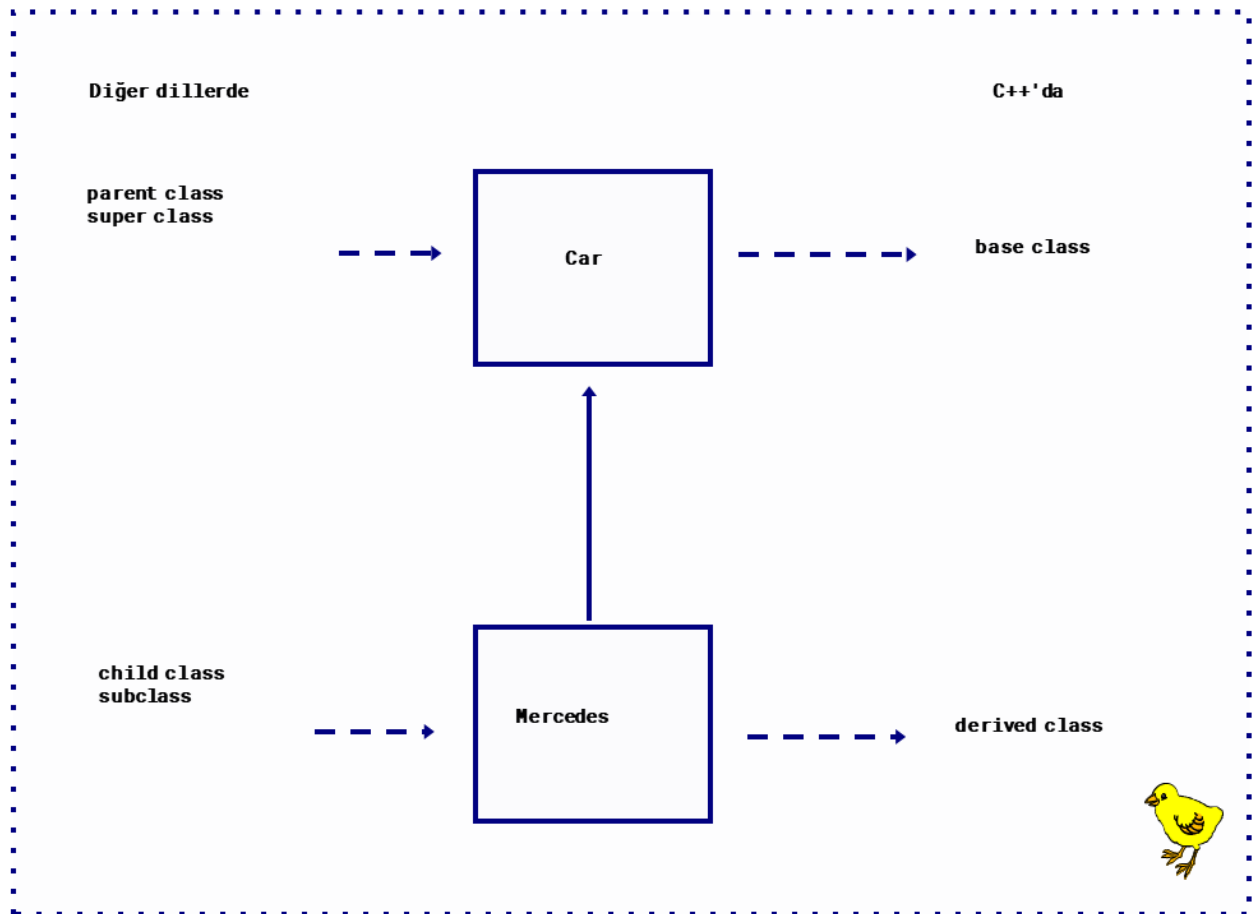 Diğer dillerde
C++'da
parent class
super class
Car
base class
child class
subclass
Mercedes
derived class